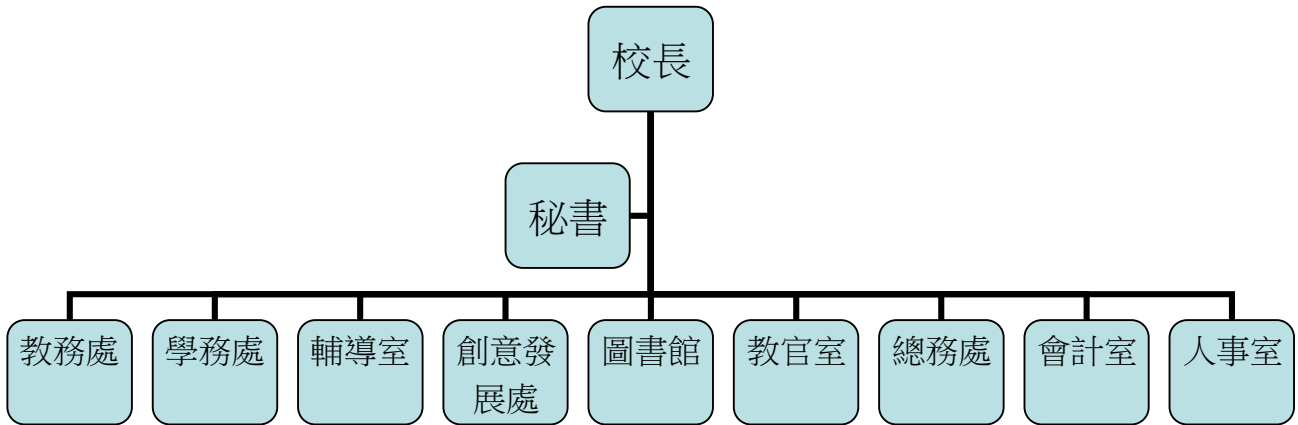 校長
秘書
教務處
學務處
輔導室
創意發
展處
圖書館
教官室
總務處
會計室
人事室